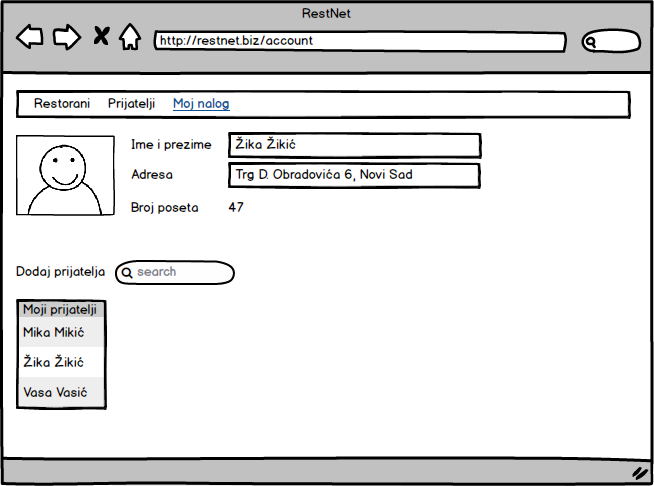 RestNet
http://restnet.biz/account
Restorani Prijatelji Moj nalog
Ime i prezime Žika Žikić
Adresa Trg D. Obradovića 6, Novi Sad
Broj poseta 47
Dodaj prijatelja search
Moji prijatelji
Mika Mikić
Žika Žikić
Vasa Vasić